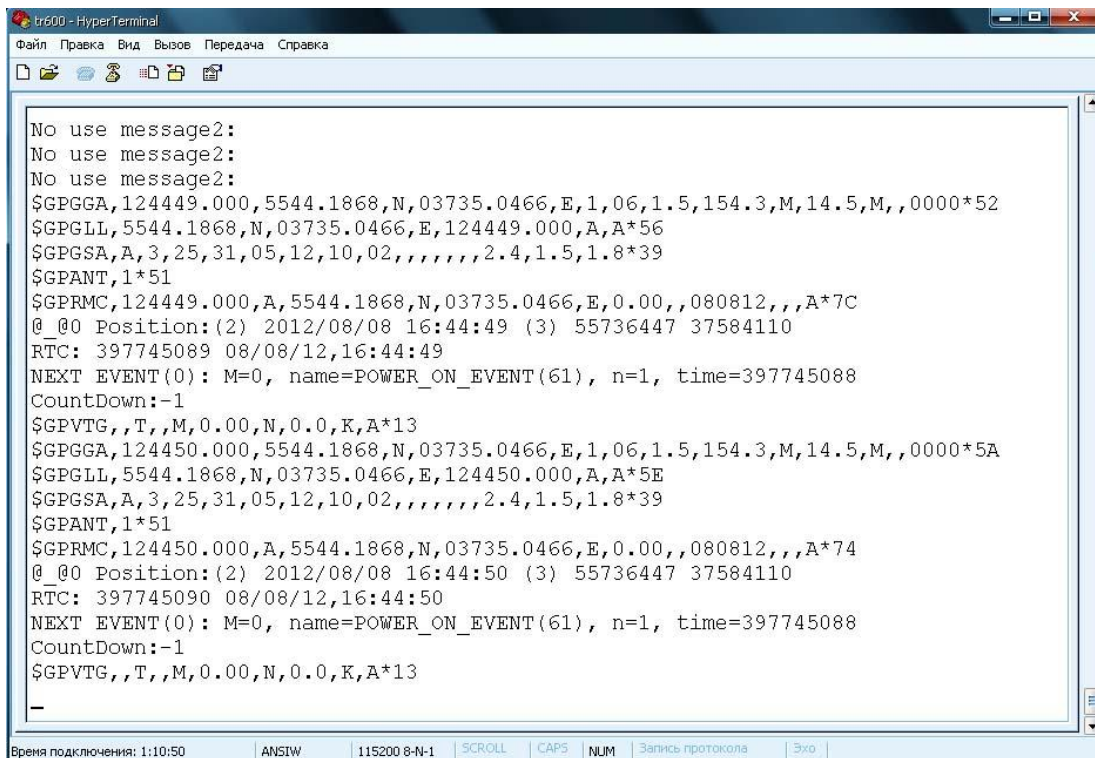 tr600 - HyperTerminal
Файл Правка Вид Вызов Передача Справка
No use message2:
No use message2:
No use message2:
$GPGGA,124449.000,5544.1868,N,03735.0466,E,1,06,1.5,154.3,M,14.5,M,,0000*52
$GPGLL,5544.1868,N,03735.0466,E,124449.000,A,A*56
$GPGSA,A,3,25,31,05,12,10,02,,,,,,,2.4,1.5,1.8*39
$GPANT,1*51
$GPRMC,124449.000,A,5544.1868,N,03735.0466,E,0.00,,080812,,,A*7C
@_@0 Position:(2) 2012/08/08 16:44:49 (3) 55736447 37584110
RTC: 397745089 08/08/12,16:44:49
NEXT EVENT(0): M=0, name=POWER_ON_EVENT(61), n=1, time=397745088
CountDown:-1
$GPVTG,,T,,M,0.00,N,0.0,K,A*13
$GPGGA,124450.000,5544.1868,N,03735.0466,E,1,06,1.5,154.3,M,14.5,M,,0000*5A
$GPGLL,5544.1868,N,03735.0466,E,124450.000,A,A*5E
$GPGSA,A,3,25,31,05,12,10,02,,,,,,,2.4,1.5,1.8*39
$GPANT,1*51
$GPRMC,124450.000,A,5544.1868,N,03735.0466,E,0.00,,080812,,,A*74
@_@0 Position:(2) 2012/08/08 16:44:50 (3) 55736447 37584110
RTC: 397745090 08/08/12,16:44:50
NEXT EVENT(0): M=0, name=POWER_ON_EVENT(61), n=1, time=397745088
CountDown:-1
$GPVTG,,T,,M,0.00,N,0.0,K,A*13
Время подключения: 1:10:50 ANSIW 115200 8-N-1 SCROLL CAPS NUM Запись протокола Эхо